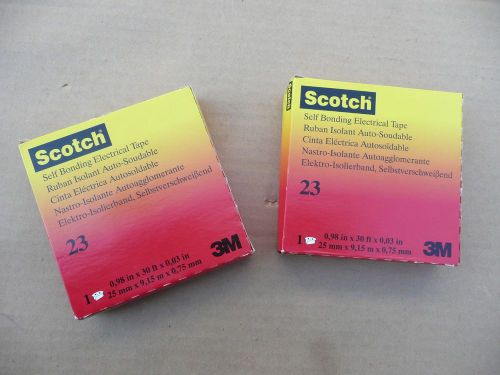 Scotch®
Self Bonding Electrical Tape
Ruban Isolant Auto-Soudable
Cinta Eléctrica Autosoldable
Nastro-Isolante Autoagglomerante
Elektro-Isolierband, Selbstverschweißend
23
1
0,98 in x 30 ft x 0,03 in
25 mm x 9,15 m x 0,75 mm
3M
Scotch
Scotch®
Self Bonding Electrical Tape
Ruban Isolant Auto-Soudable
Cinta Eléctrica Autosoldable
Nastro-Isolante Autoagglomerante
Elektro-Isolierband, Selbstverschweißend
23
1
0,98 in x 30 ft x 0,03 in
25 mm x 9,15 m x 0,75 mm
3M